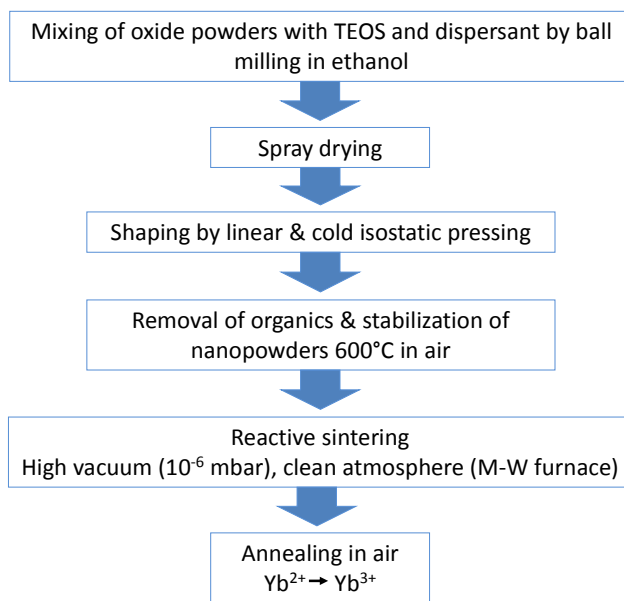 Mixing of oxide powders with TEOS and dispersant by ball
milling in ethanol
Spray drying
Shaping by linear & cold isostatic pressing
Removal of organics & stabilization of
nanopowders 600°C in air
Reactive sintering
High vacuum (10⁻⁶ mbar), clean atmosphere (M-W furnace)
Annealing in air
Yb²⁺ → Yb³⁺